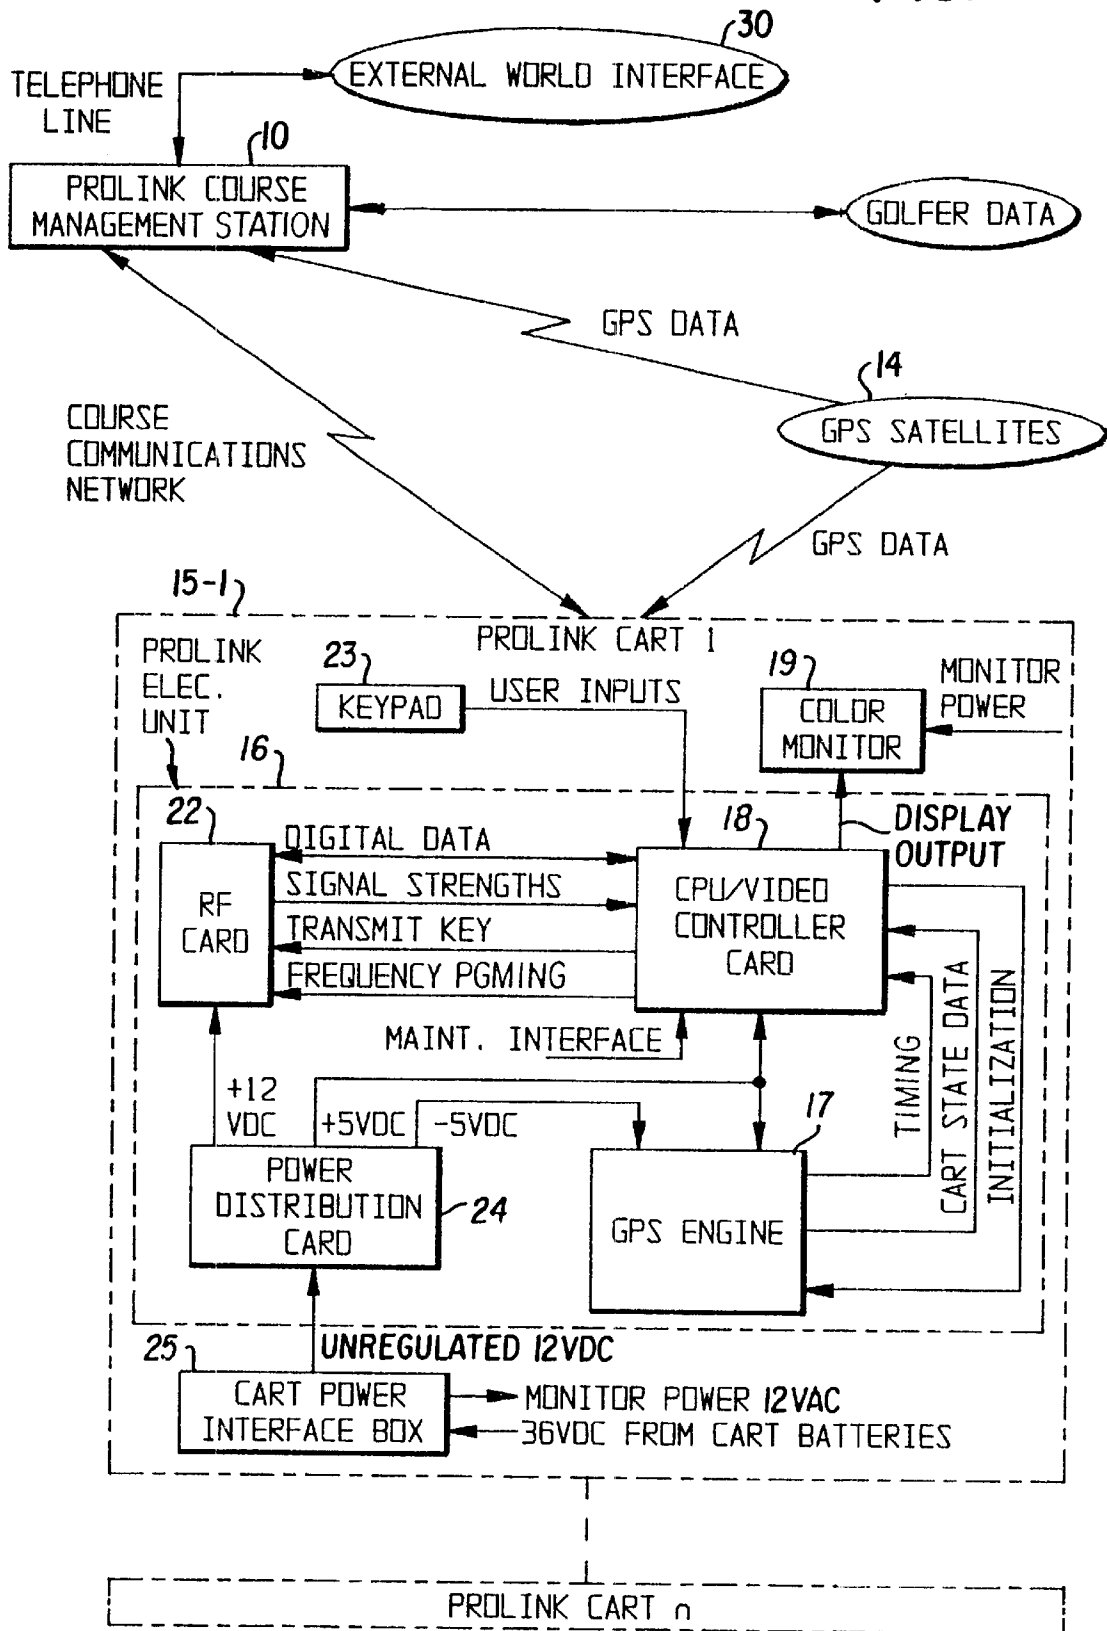 30
EXTERNAL WORLD INTERFACE
TELEPHONE
LINE
10
PROLINK COURSE
MANAGEMENT STATION
GOLFER DATA
GPS DATA
14
GPS SATELLITES
COURSE
COMMUNICATIONS
NETWORK
GPS DATA
15-1
PROLINK CART 1
PROLINK
ELEC.
UNIT
23
KEYPAD
USER INPUTS
19
COLOR
MONITOR
MONITOR
POWER
16
22
RF
CARD
DIGITAL DATA
SIGNAL STRENGTHS
TRANSMIT KEY
FREQUENCY PGMING
18
CPU/VIDEO
CONTROLLER
CARD
DISPLAY
OUTPUT
MAINT. INTERFACE
TIMING
CART STATE DATA
INITIALIZATION
+12
VDC
+5VDC
-5VDC
17
GPS ENGINE
POWER
DISTRIBUTION
CARD
24
UNREGULATED 12VDC
25
CART POWER
INTERFACE BOX
MONITOR POWER 12VAC
36VDC FROM CART BATTERIES
PROLINK CART n